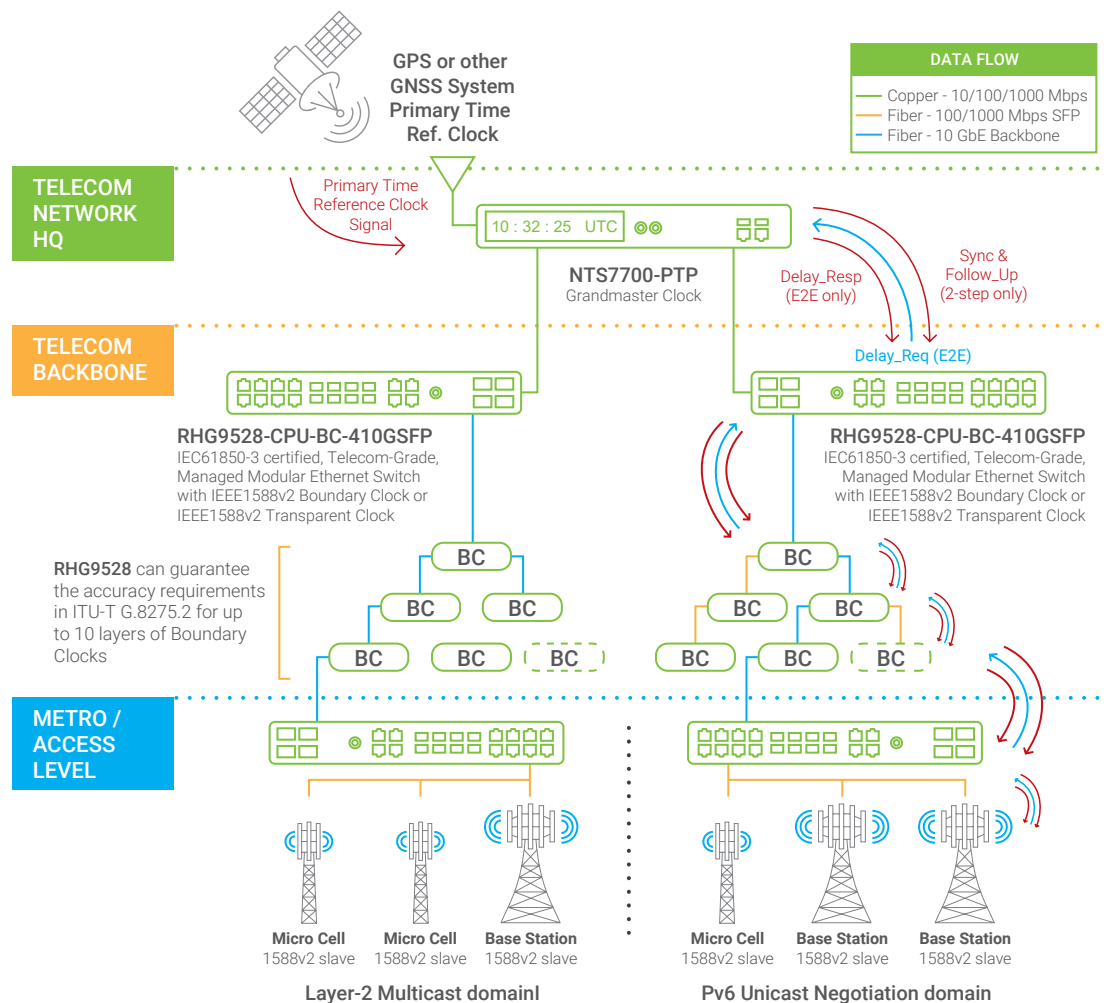 GPS or other
GNSS System
Primary Time
Ref. Clock
DATA FLOW
Copper - 10/100/1000 Mbps
Fiber - 100/1000 Mbps SFP
Fiber - 10 GbE Backbone
TELECOM
NETWORK
HQ
Primary Time
Reference Clock
Signal
10 : 32 : 25 UTC
NTS7700-PTP
Grandmaster Clock
Delay_Resp
(E2E only)
Sync &
Follow_Up
(2-step only)
Delay_Req (E2E)
TELECOM
BACKBONE
RHG9528-CPU-BC-410GSFP
IEC61850-3 certified, Telecom-Grade,
Managed Modular Ethernet Switch
with IEEE1588v2 Boundary Clock or
IEEE1588v2 Transparent Clock
RHG9528-CPU-BC-410GSFP
IEC61850-3 certified, Telecom-Grade,
Managed Modular Ethernet Switch
with IEEE1588v2 Boundary Clock or
IEEE1588v2 Transparent Clock
RHG9528 can guarantee
the accuracy requirements
in ITU-T G.8275.2 for up
to 10 layers of Boundary
Clocks
BC
BC BC
BC BC BC
BC
BC BC
BC BC BC
METRO /
ACCESS
LEVEL
Micro Cell
1588v2 slave
Micro Cell
1588v2 slave
Base Station
1588v2 slave
Micro Cell
1588v2 slave
Base Station
1588v2 slave
Base Station
1588v2 slave
Layer-2 Multicast domainl
Pv6 Unicast Negotiation domain